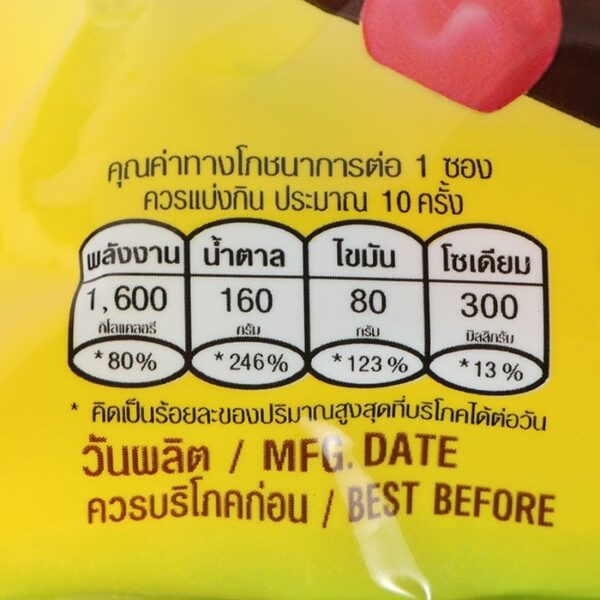 คุณค่าทางโภชนาการต่อ 1 ซอง
ควรแบ่งกิน ประมาณ 10 ครั้ง
พลังงาน น้ำตาล ไขมัน โซเดียม
1,600 160 80 300
กิโลแคลอรี กรัม กรัม มิลลิกรัม
*80% *246% *123% *13%
* คิดเป็นร้อยละของปริมาณสูงสุดที่บริโภคได้ต่อวัน
วันผลิต / MFG. DATE
ควรบริโภคก่อน / BEST BEFORE